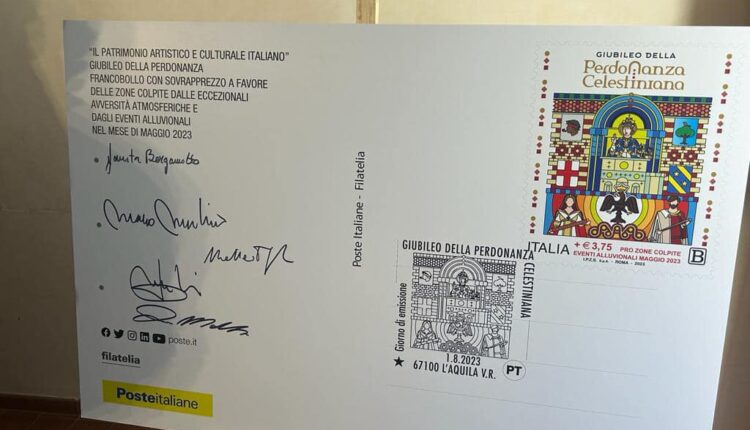 "IL PATRIMONIO ARTISTICO E CULTURALE ITALIANO"
GIUBILEO DELLA PERDONANZA
FRANCOBOLLO CON SOVRAPPREZZO A FAVORE
DELLE ZONE COLPITE DALLE ECCEZIONALI
AVVERSITÀ ATMOSFERICHE E
DAGLI EVENTI ALLUVIONALI
NEL MESE DI MAGGIO 2023
poste.it
filatelia
Posteitaliane
Poste Italiane - Filatelia
GIUBILEO DELLA
PerdoNanza
CelestiNiana
ITALIA
+ € 3,75
PRO ZONE COLPITE
EVENTI ALLUVIONALI MAGGIO 2023
I.P.Z.S. S.p.A. - ROMA - 2023
B
GIUBILEO DELLA PERDONANZA
CELESTINIANA
Giorno di emissione
1.8.2023
67100 L'AQUILA V.R.
PT